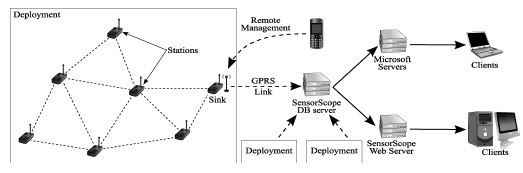 Deployment
Remote
Management
Stations
Sink
GPRS
Link
SensorScope
DB server
Microsoft
Servers
Clients
Deployment
Deployment
SensorScope
Web Server
Clients